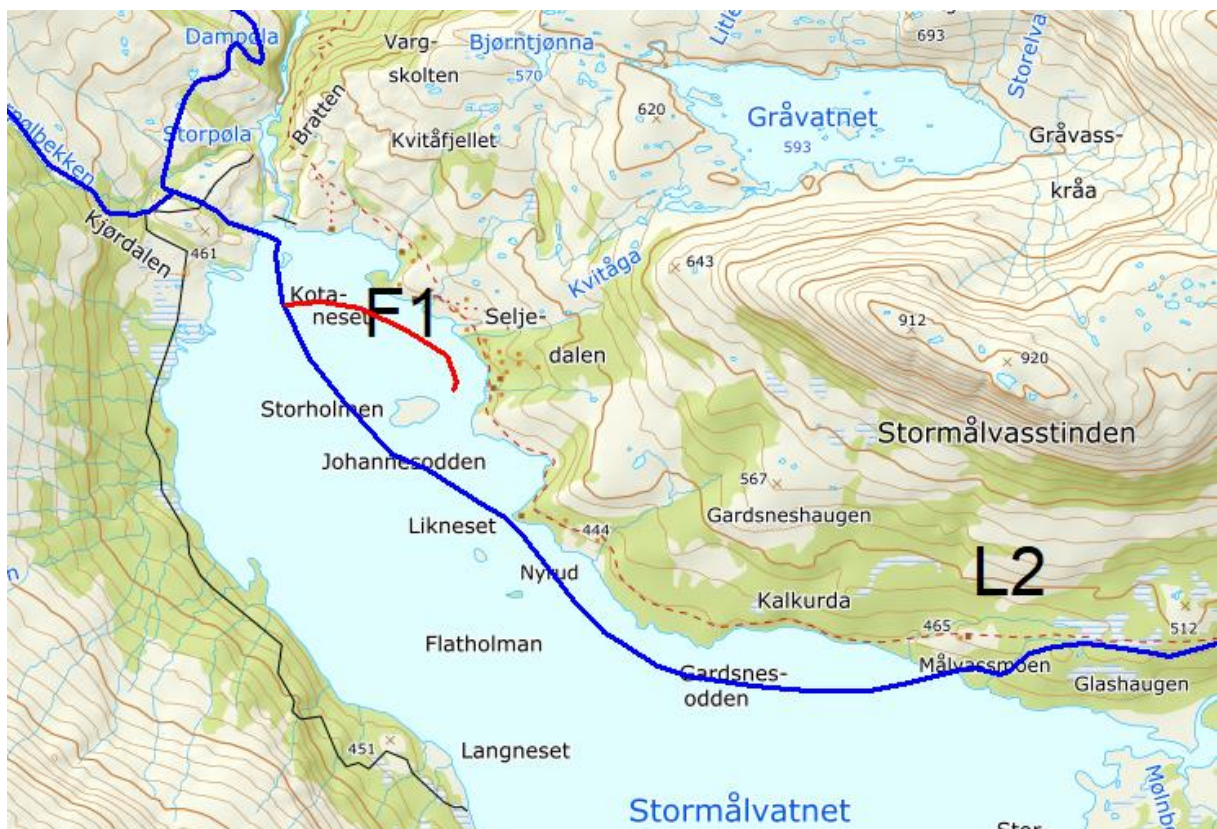 Dampøla
Varg-
skolten
Bjørntjønna
570
693
Storelva
620
Gråvatnet
593
Gråvass-
kråa
Storpøla
Bratten
Kvitåfjellet
Kjørdalen
461
Kvitåga
643
Kota-
neset
F1
Selje-
dalen
912
920
Storholmen
Stormålvasstinden
Johannesodden
567
Likneset
444
Gardsneshaugen
Nyrud
L2
Kalkurda
465
512
Flatholman
Målvassmoen
Gardsnes-
odden
Glashaugen
451
Langneset
Stormålvatnet